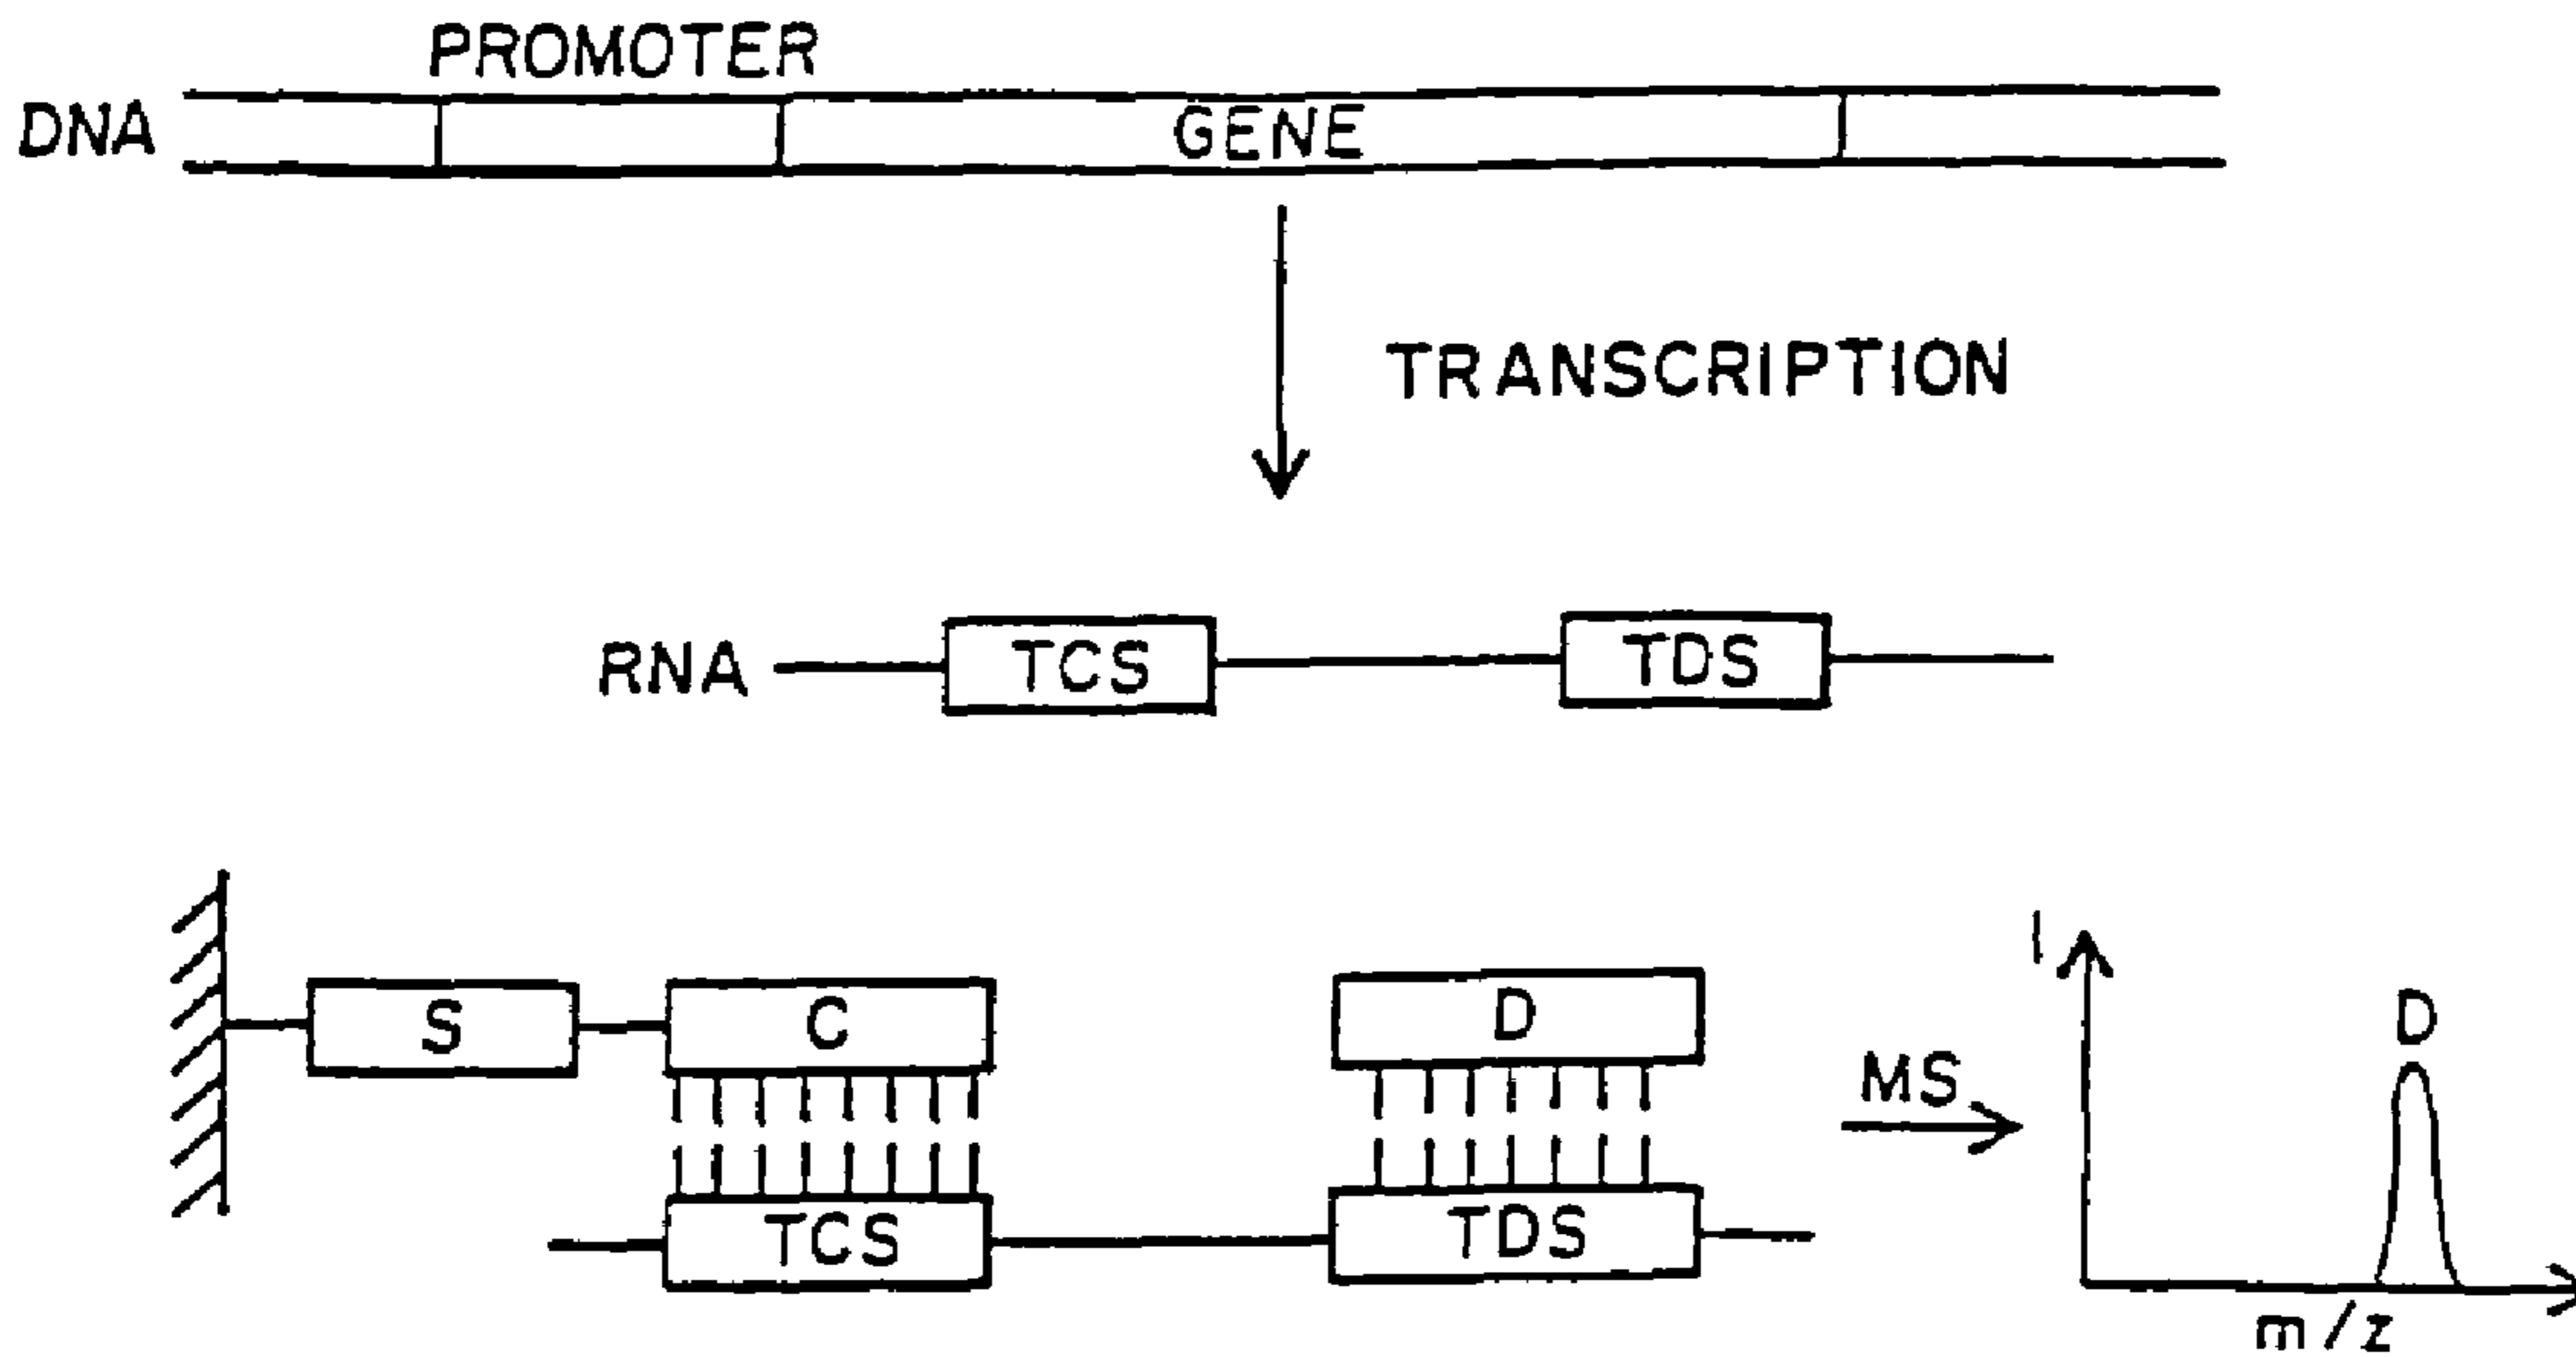 PROMOTER
DNA
GENE
TRANSCRIPTION
RNA
TCS
TDS
S
C
D
MS
I
D
TCS
TDS
m/z